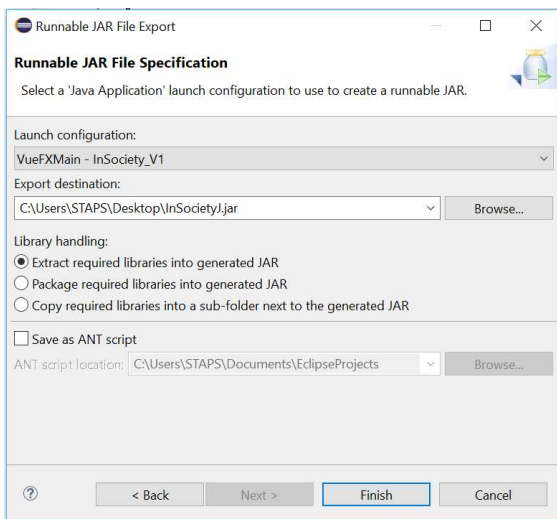 Runnable JAR File Export
Runnable JAR File Specification
Select a 'Java Application' launch configuration to use to create a runnable JAR.
Launch configuration:
VueFXMain - InSociety_V1
Export destination:
C:\Users\STAPS\Desktop\InSocietyJ.jar Browse...
Library handling:
Extract required libraries into generated JAR
Package required libraries into generated JAR
Copy required libraries into a sub-folder next to the generated JAR
Save as ANT script
ANT script location: C:\Users\STAPS\Documents\EclipseProjects Browse...
? < Back Next > Finish Cancel